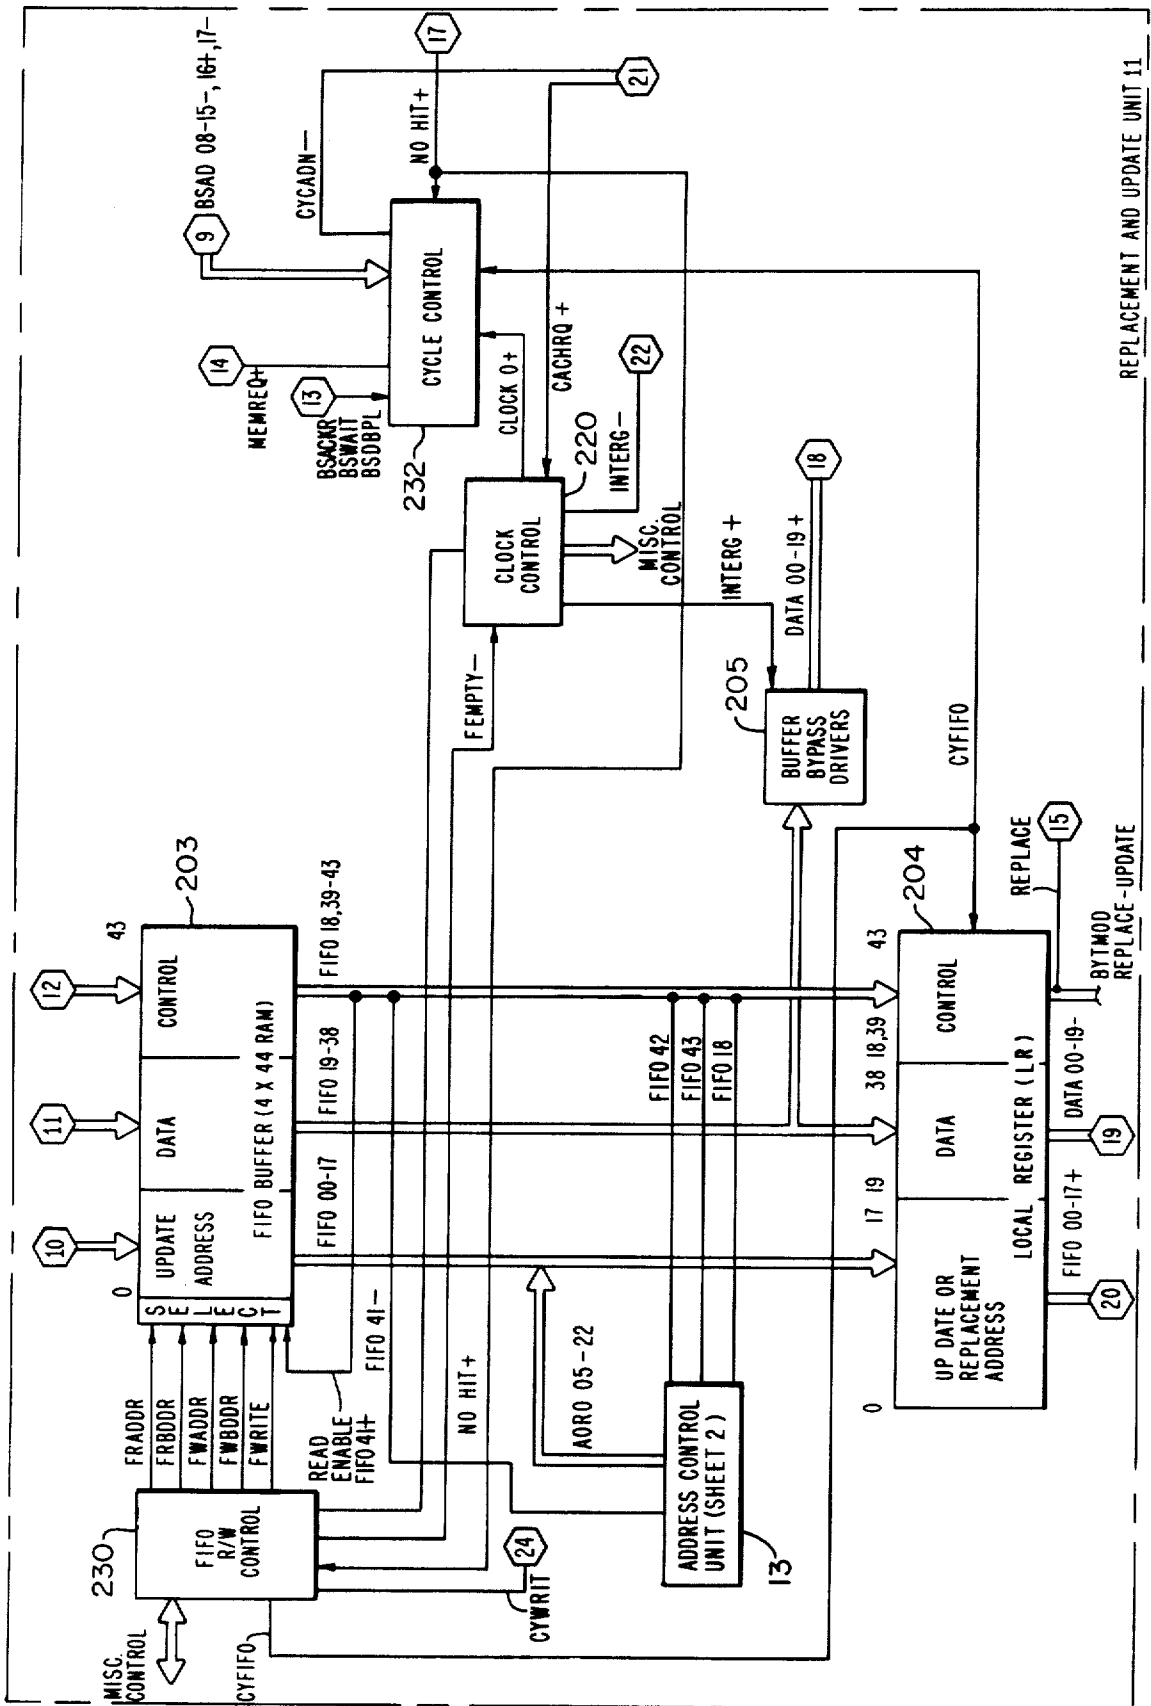 MISC.
CONTROL
230
FIFO
R/W
CONTROL
CYFIFO
FRADDR
FRBDDR
FWADDR
FWBDDR
FWRITE
READ
ENABLE
FIFO 41+
CYWRIT
24
10
11
12
0
43
SELECT
UPDATE
ADDRESS
DATA
CONTROL
FIFO BUFFER (4 X 44 RAM)
203
FIFO 00-17
FIFO 19-38
FIFO 18,39-43
FIFO 41-
NO HIT+
FEMPTY-
AORO 05-22
ADDRESS CONTROL
UNIT (SHEET 2)
13
FIFO 42
FIFO 43
FIFO 18
BSAD 08-15-, 16+, 17-
9
14
MEMREQ+
13
BSACKR
BSWAIT
BSDBPL
232
CYCLE CONTROL
CYCADN-
NO HIT+
17
21
CLOCK 0+
CACHRQ+
CLOCK
CONTROL
220
INTERG-
22
MISC.
CONTROL
INTERG+
205
BUFFER
BYPASS
DRIVERS
DATA 00-19+
18
CYFIFO
204
0
17 19
38 18,39
43
UP DATE OR
REPLACEMENT
ADDRESS
DATA
CONTROL
LOCAL REGISTER (LR)
FIFO 00-17+
20
DATA 00-19-
19
REPLACE
15
BYTMOD
REPLACE-UPDATE
REPLACEMENT AND UPDATE UNIT 11